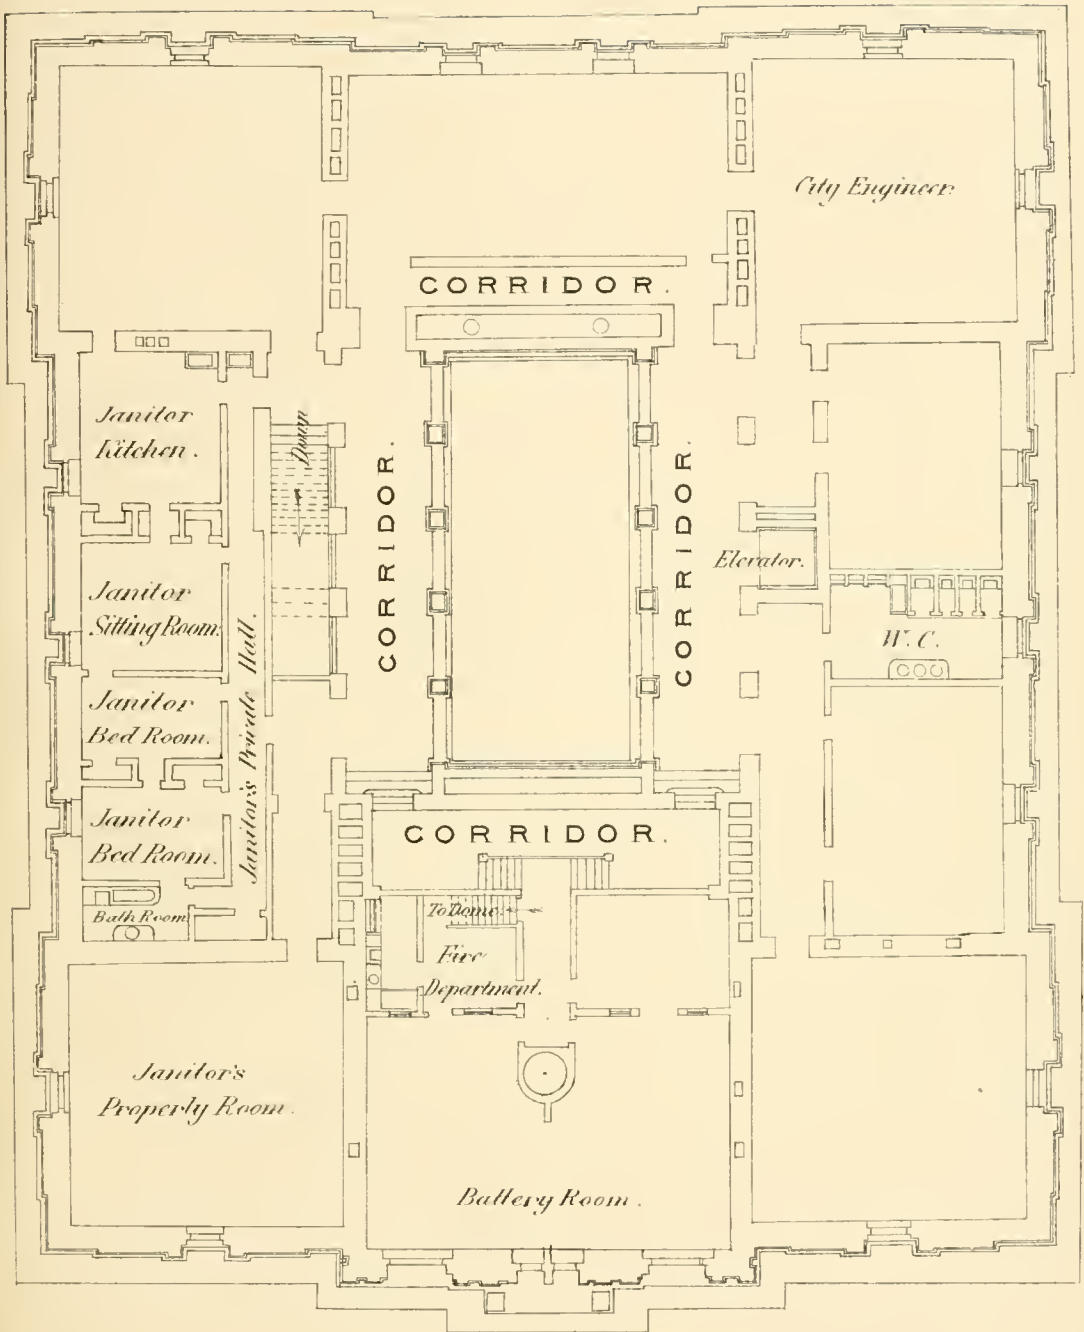 City Engineer.
CORRIDOR.
Janitor
Kitchen.
Down
CORRIDOR.
CORRIDOR.
Elevator.
Janitor
Sitting Room.
W.C.
Janitor's Private Hall.
Janitor
Bed Room.
Janitor
Bed Room.
CORRIDOR.
Bath Room
To Dome.
Fire
Department.
Janitor's
Property Room.
Battery Room.